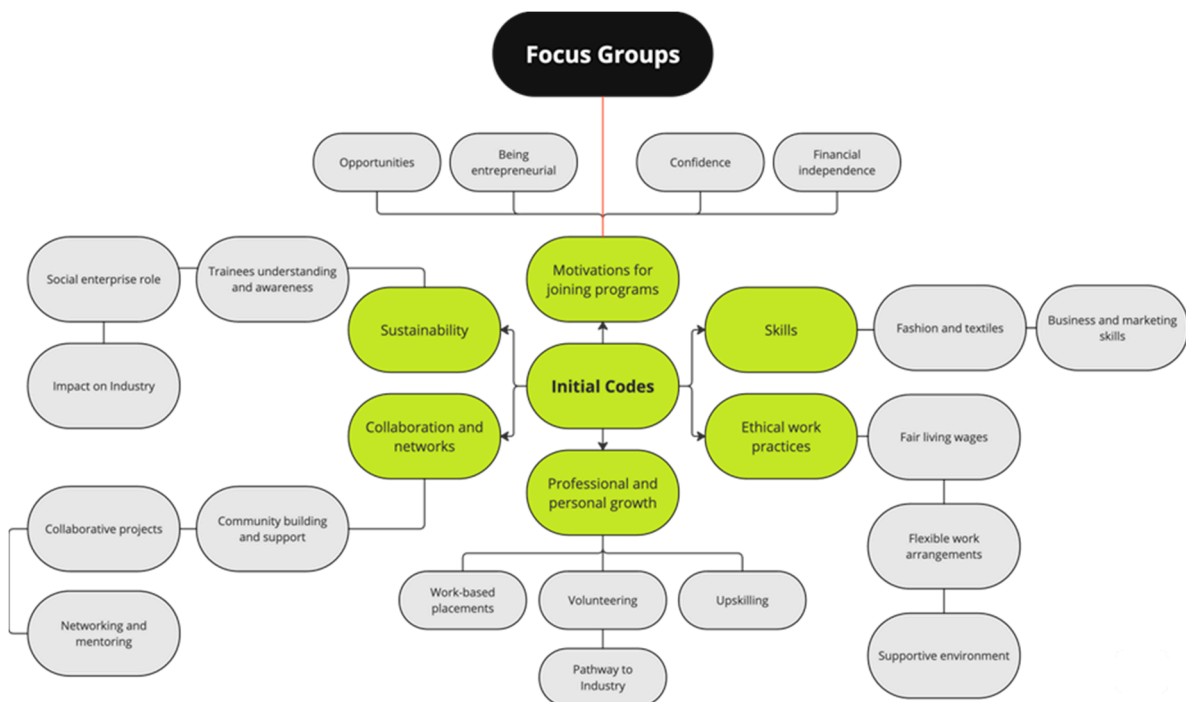 Focus Groups
Opportunities
Being
entrepreneurial
Confidence
Financial
independence
Motivations for
joining programs
Social enterprise role
Trainees understanding
and awareness
Sustainability
Skills
Fashion and textiles
Business and marketing
skills
Impact on Industry
Initial Codes
Collaboration and
networks
Ethical work
practices
Fair living wages
Professional and
personal growth
Collaborative projects
Community building
and support
Flexible work
arrangements
Work-based
placements
Volunteering
Upskilling
Networking and
mentoring
Supportive environment
Pathway to
Industry